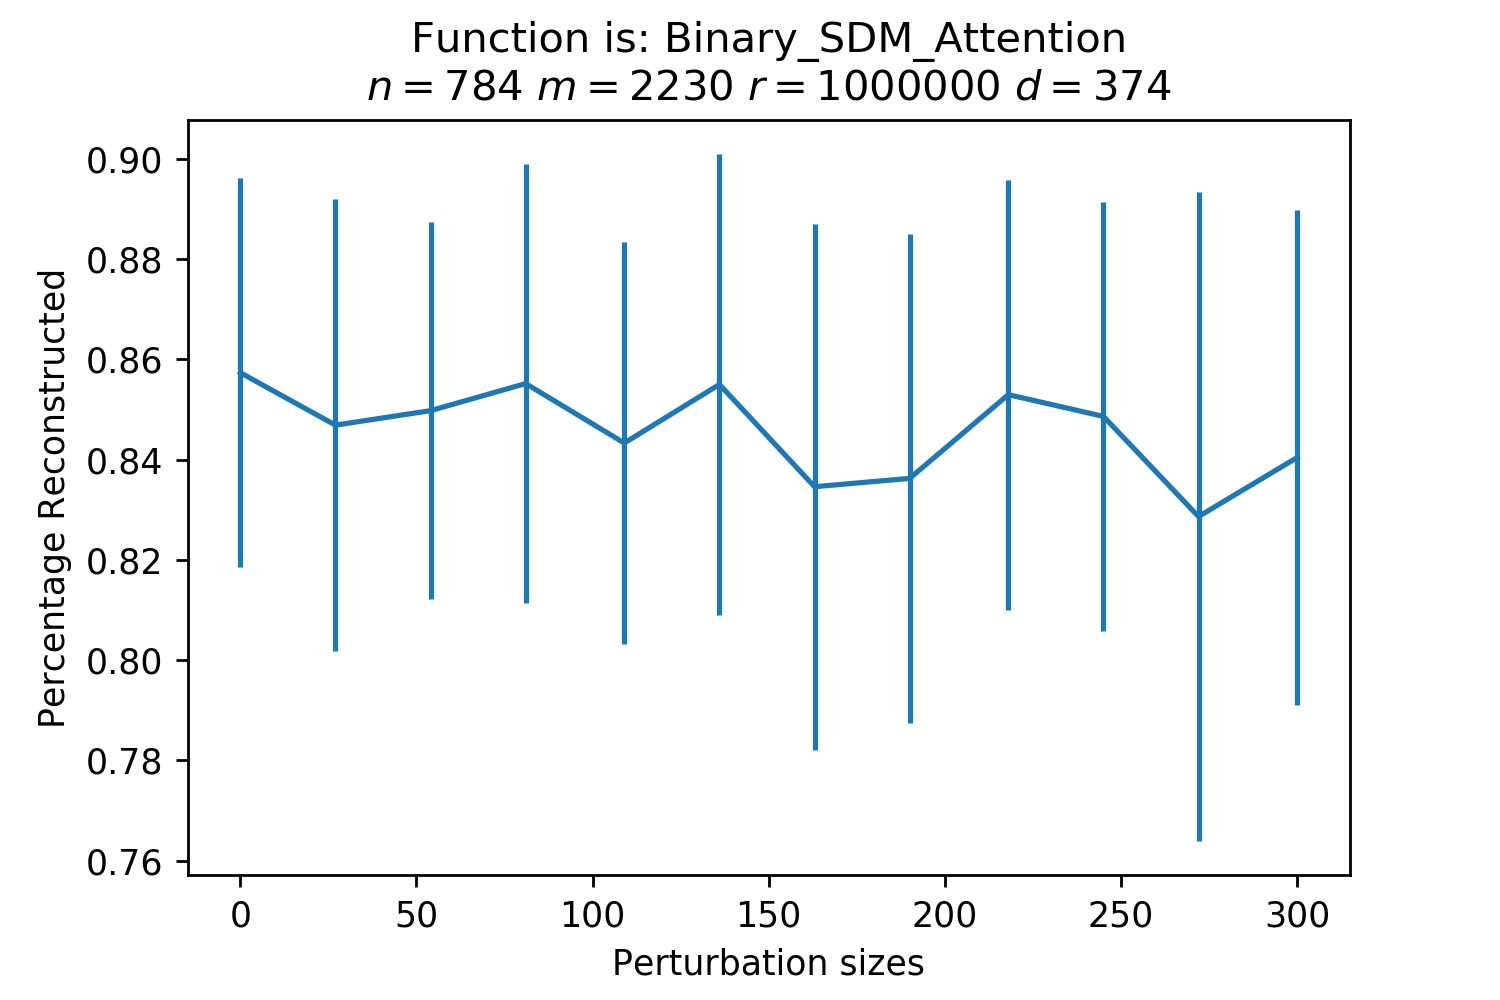 Function is: Binary_SDM_Attention
n = 784 m = 2230 r = 1000000 d = 374
0.90
0.88
0.86
0.84
0.82
0.80
0.78
0.76
Percentage Reconstructed
0 50 100 150 200 250 300
Perturbation sizes